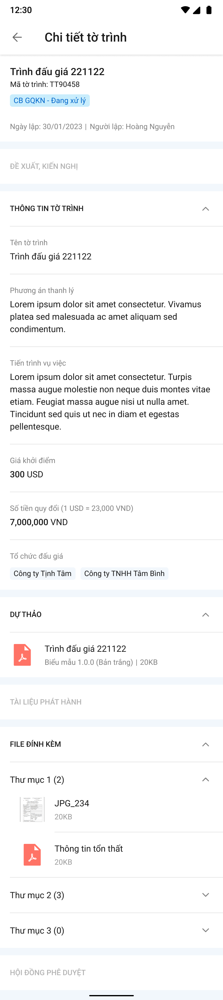 12:30
Chi tiết tờ trình
Trình đấu giá 221122
Mã tờ trình: TT90458
CB GQKN - Đang xử lý
Ngày lập: 30/01/2023 | Người lập: Hoàng Nguyễn
ĐỀ XUẤT, KIẾN NGHỊ
THÔNG TIN TỜ TRÌNH
Tên tờ trình
Trình đấu giá 221122
Phương án thanh lý
Lorem ipsum dolor sit amet consectetur. Vivamus
platea sed malesuada ac amet aliquam sed
condimentum.
Tiến trình vụ việc
Lorem ipsum dolor sit amet consectetur. Turpis
massa augue molestie non neque duis montes vitae
etiam. Feugiat massa augue nisi ut nulla amet.
Tincidunt sed quis ut nec in diam et egestas
pellentesque.
Giá khởi điểm
300 USD
Số tiền quy đổi (1 USD = 23,000 VND)
7,000,000 VND
Tổ chức đấu giá
Công ty Tịnh Tâm
Công ty TNHH Tâm Bình
DỰ THẢO
Trình đấu giá 221122
Biểu mẫu 1.0.0 (Bản trắng) | 20KB
TÀI LIỆU PHÁT HÀNH
FILE ĐÍNH KÈM
Thư mục 1 (2)
JPG_234
20KB
Thông tin tổn thất
20KB
Thư mục 2 (3)
Thư mục 3 (0)
HỘI ĐỒNG PHÊ DUYỆT